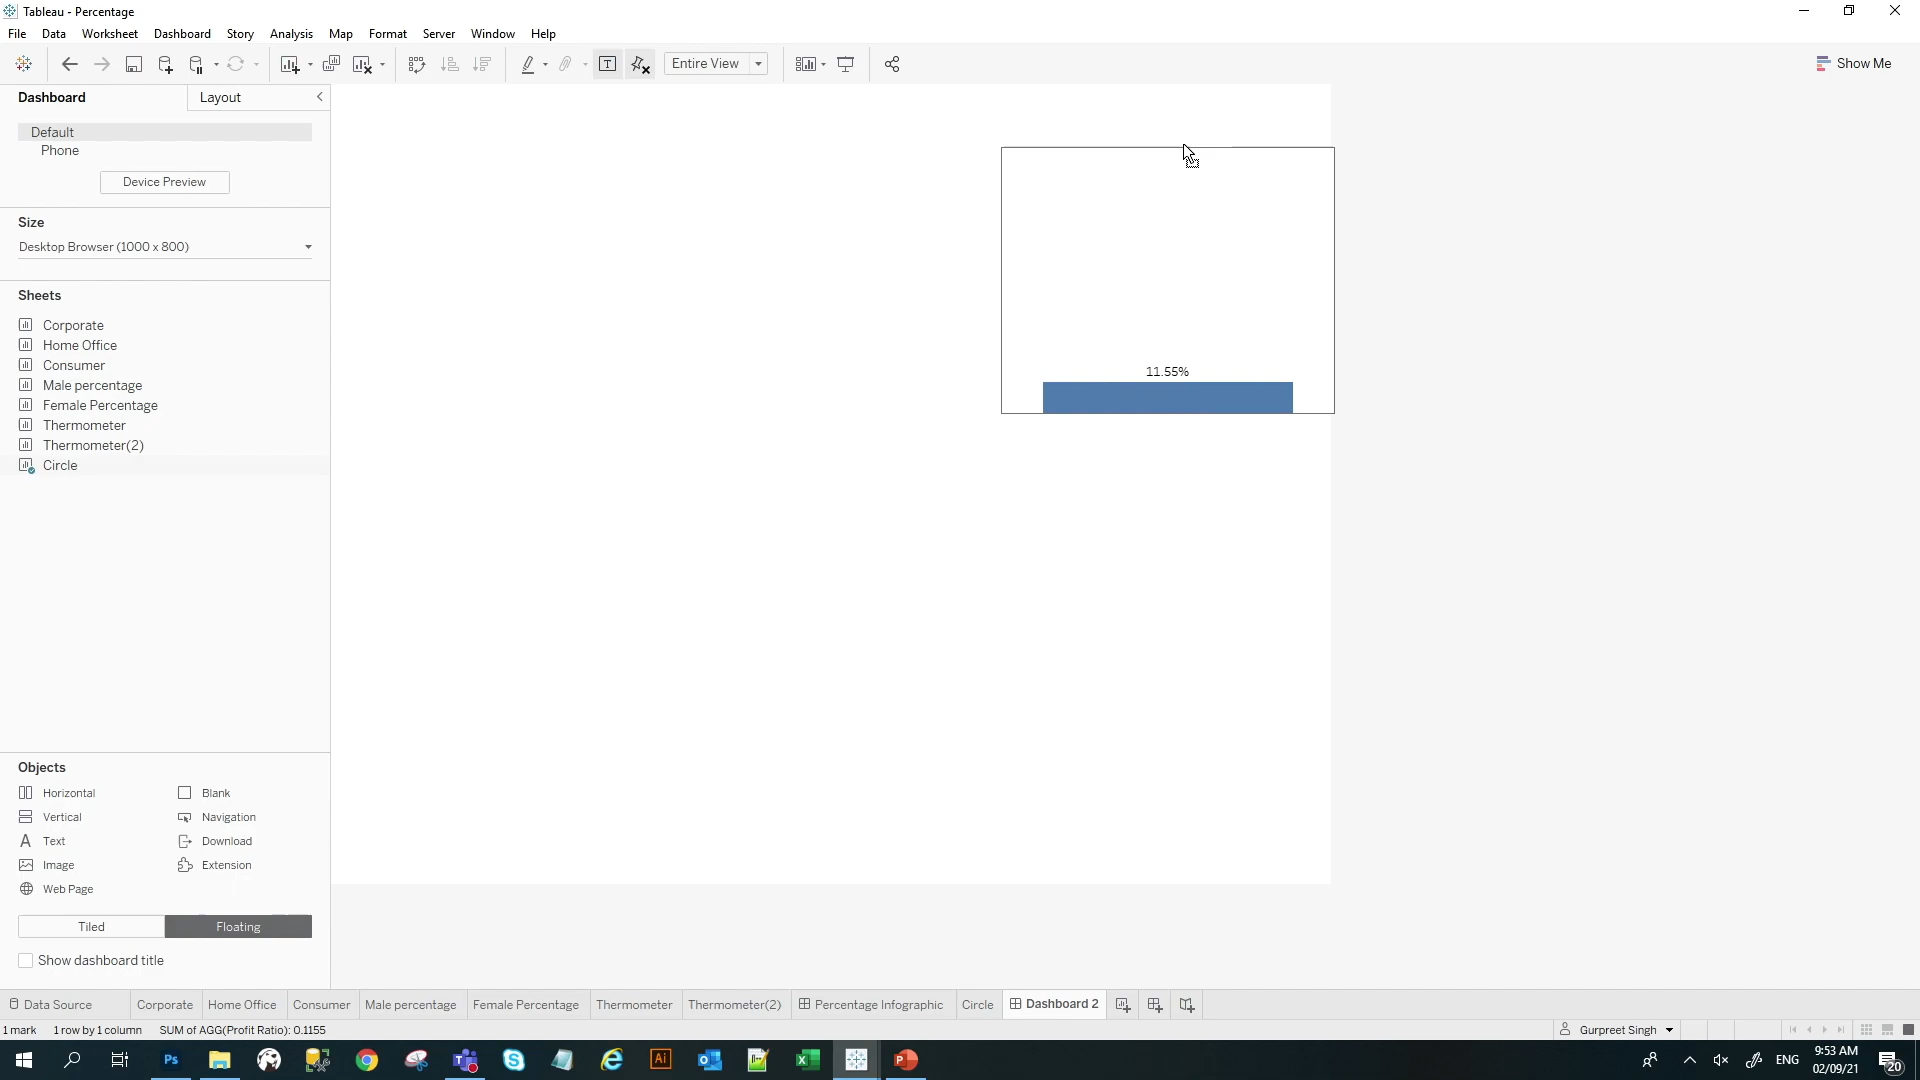 Tableau - Percentage
File Data Worksheet Dashboard Story Analysis Map Format Server Window Help
Entire View
Show Me
Dashboard
Layout
Default
Phone
Device Preview
Size
Desktop Browser (1000 x 800)
Sheets
Corporate
Home Office
Consumer
Male percentage
Female Percentage
Thermometer
Thermometer(2)
Circle
11.55%
Objects
Horizontal
Blank
Vertical
Navigation
Text
Download
Image
Extension
Web Page
Tiled
Floating
Show dashboard title
Data Source Corporate Home Office Consumer Male percentage Female Percentage Thermometer Thermometer(2) Percentage Infographic Circle Dashboard 2
1 mark 1 row by 1 column SUM of AGG(Profit Ratio): 0.1155
Gurpreet Singh
Ps
Ai
ENG
9:53 AM
02/09/21
20